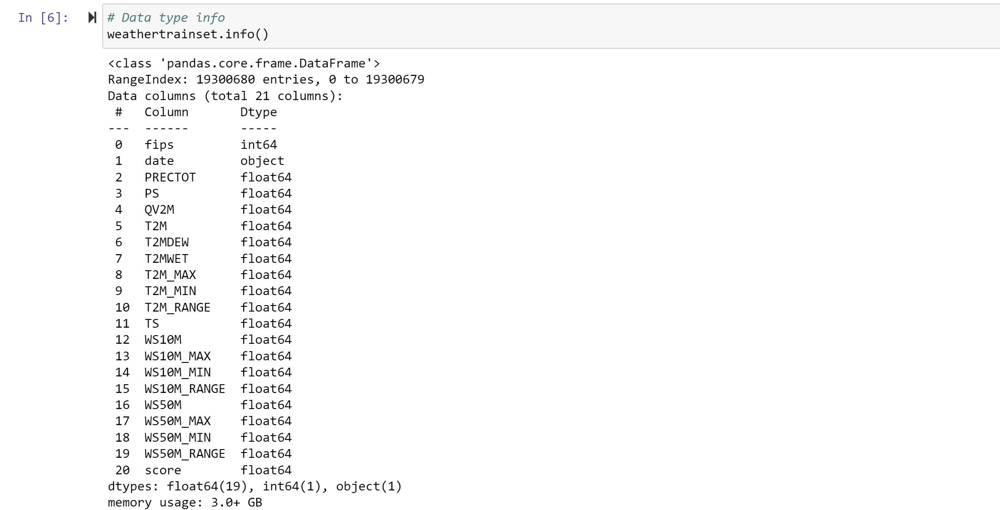 In [6]:
# Data type info
weathertrainset.info()
<class 'pandas.core.frame.DataFrame'>
RangeIndex: 19300680 entries, 0 to 19300679
Data columns (total 21 columns):
 #   Column       Dtype
---  ------       -----
 0   fips         int64
 1   date         object
 2   PRECTOT      float64
 3   PS           float64
 4   QV2M         float64
 5   T2M          float64
 6   T2MDEW       float64
 7   T2MWET       float64
 8   T2M_MAX      float64
 9   T2M_MIN      float64
 10  T2M_RANGE    float64
 11  TS           float64
 12  WS10M        float64
 13  WS10M_MAX    float64
 14  WS10M_MIN    float64
 15  WS10M_RANGE  float64
 16  WS50M        float64
 17  WS50M_MAX    float64
 18  WS50M_MIN    float64
 19  WS50M_RANGE  float64
 20  score        float64
dtypes: float64(19), int64(1), object(1)
memory usage: 3.0+ GB